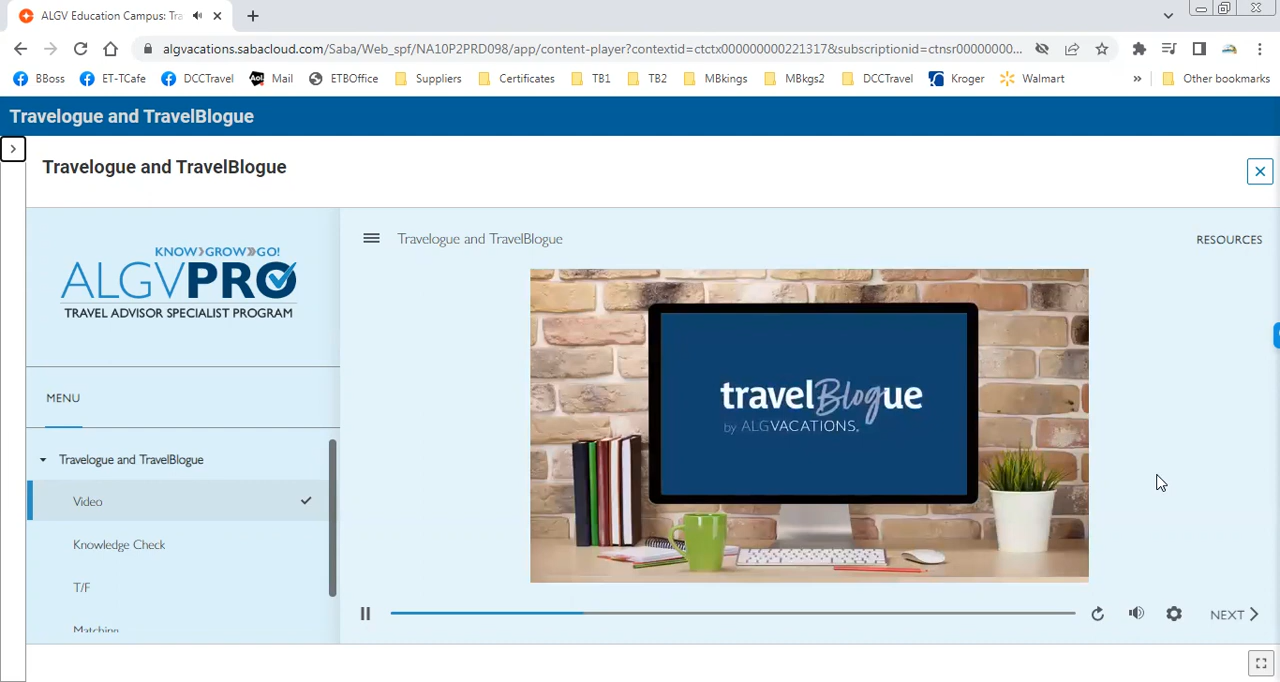 ALGV Education Campus: Tra
algvacations.sabacloud.com/Saba/Web_spf/NA10P2PRD098/app/content-player?contextid=ctctx000000000221317&subscriptionid=ctnsr00000000...
BBoss ET-TCafe DCCTravel Mail ETBOffice Suppliers Certificates TB1 TB2 MBkings MBkgs2 DCCTravel Kroger Walmart » Other bookmarks
Travelogue and TravelBlogue
Travelogue and TravelBlogue
KNOW GROW GO!
ALGVPRO
TRAVEL ADVISOR SPECIALIST PROGRAM
Travelogue and TravelBlogue
RESOURCES
travelBlogue
by ALGVACATIONS.
MENU
Travelogue and TravelBlogue
Video
Knowledge Check
T/F
Matching
NEXT